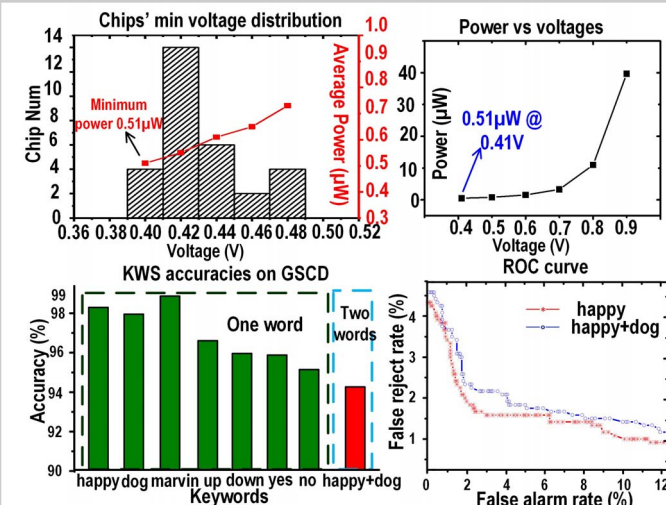 Chips' min voltage distribution
14
12
10
8
6
4
2
0
Chip Num
Minimum
power 0.51µW
1.0
0.9
0.8
0.7
0.6
0.5
0.4
0.3
Average Power (µW)
0.36 0.40 0.42 0.44 0.46 0.48 0.52
Voltage (V)
Power vs voltages
40
30
20
10
0
Power (µW)
0.51µW @
0.41V
0.4 0.5 0.6 0.7 0.8 0.9
Voltage (V)
KWS accuracies on GSCD
99
98
96
94
92
90
Accuracy (%)
One word
Two
words
happy dog marvin up down yes no happy+dog
Keywords
ROC curve
4
3
2
1
False reject rate (%)
happy
happy+dog
0 2 4 6 8 10 12
False alarm rate (%)